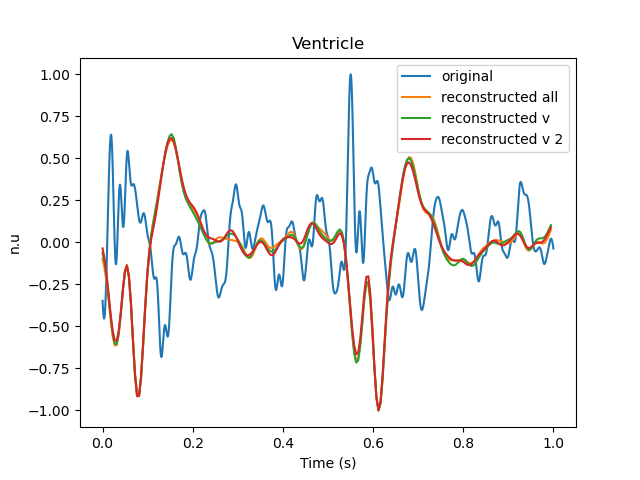 Ventricle
original
reconstructed all
reconstructed v
reconstructed v 2
n.u
1.00
0.75
0.50
0.25
0.00
−0.25
−0.50
−0.75
−1.00
0.0 0.2 0.4 0.6 0.8 1.0
Time (s)